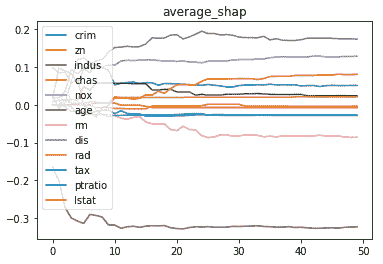 average_shap
0.2
0.1
0.0
−0.1
−0.2
−0.3
crim
zn
indus
chas
nox
age
rm
dis
rad
tax
ptratio
lstat
0
10
20
30
40
50